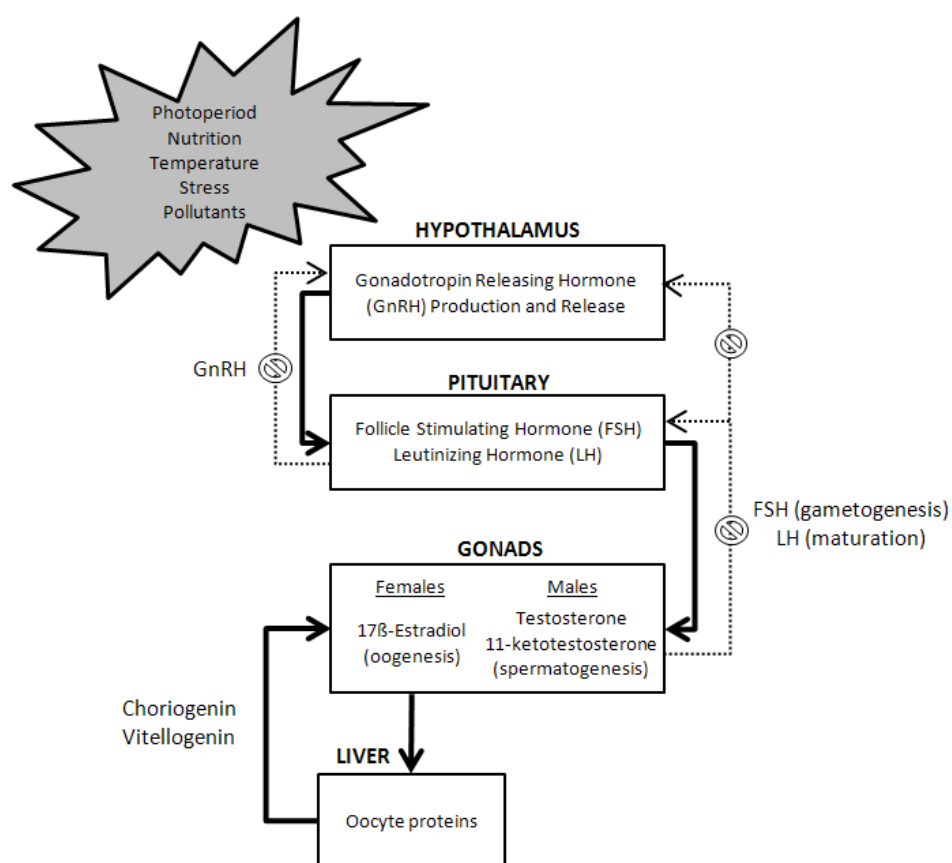 Photoperiod
Nutrition
Temperature
Stress
Pollutants
HYPOTHALAMUS
Gonadotropin Releasing Hormone
(GnRH) Production and Release
GnRH
PITUITARY
Follicle Stimulating Hormone (FSH)
Leutinizing Hormone (LH)
FSH (gametogenesis)
LH (maturation)
GONADS
Females
17ß-Estradiol
(oogenesis)
Males
Testosterone
11-ketotestosterone
(spermatogenesis)
Choriogenin
Vitellogenin
LIVER
Oocyte proteins